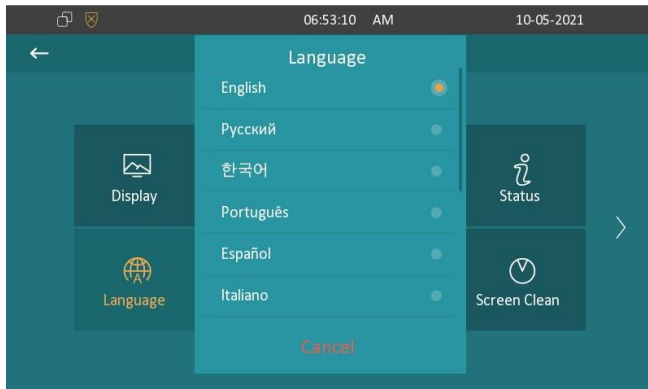 06:53:10 AM 10-05-2021
Language
English
Русский
한국어
Português
Español
Italiano
Cancel
Display
Status
A
Language
Screen Clean